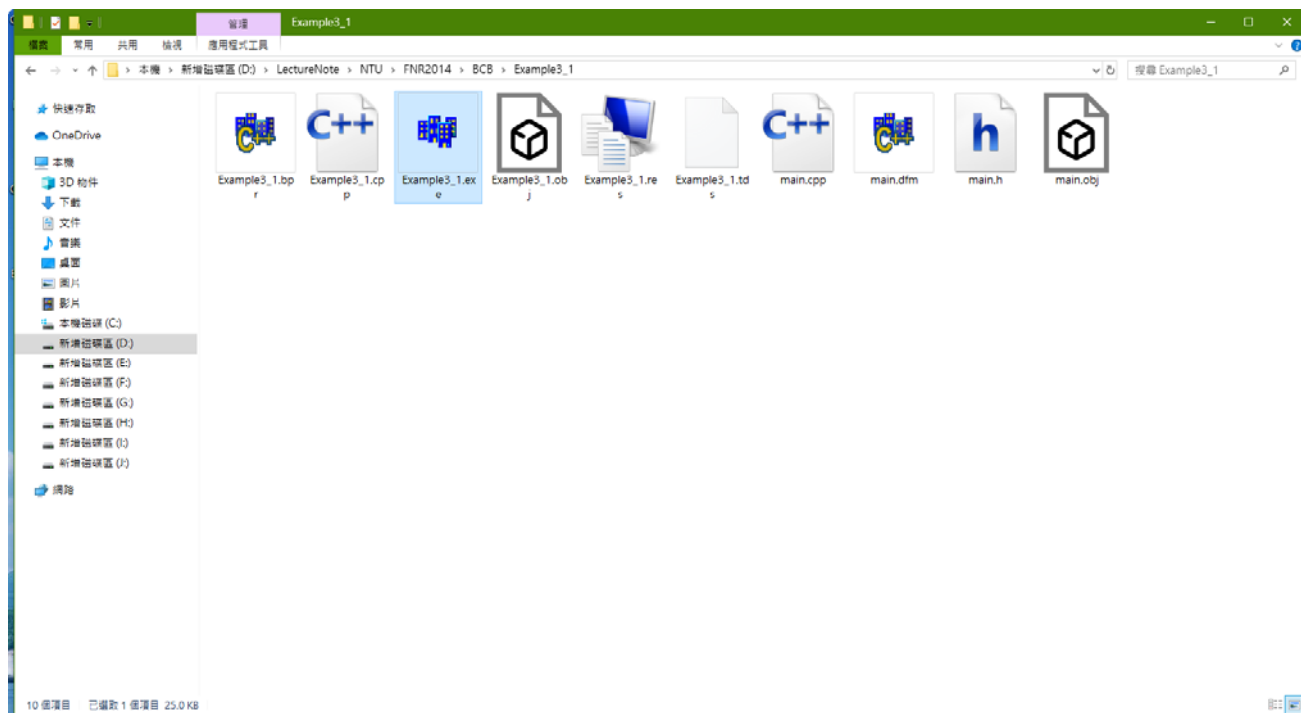 管理
Example3_1
檔案
常用
共用
檢視
應用程式工具
本機 › 新增磁碟區 (D:) › LectureNote › NTU › FNR2014 › BCB › Example3_1
搜尋 Example3_1
快速存取
OneDrive
本機
3D 物件
下載
文件
音樂
桌面
圖片
影片
本機磁碟 (C:)
新增磁碟區 (D:)
新增磁碟區 (E:)
新增磁碟區 (F:)
新增磁碟區 (G:)
新增磁碟區 (H:)
新增磁碟區 (I:)
新增磁碟區 (J:)
網路
C++
C++
C++
h
C++
Example3_1.bp
r
Example3_1.cp
p
Example3_1.ex
e
Example3_1.ob
j
Example3_1.re
s
Example3_1.td
s
main.cpp
main.dfm
main.h
main.obj
10 個項目
已選取 1 個項目 25.0 KB